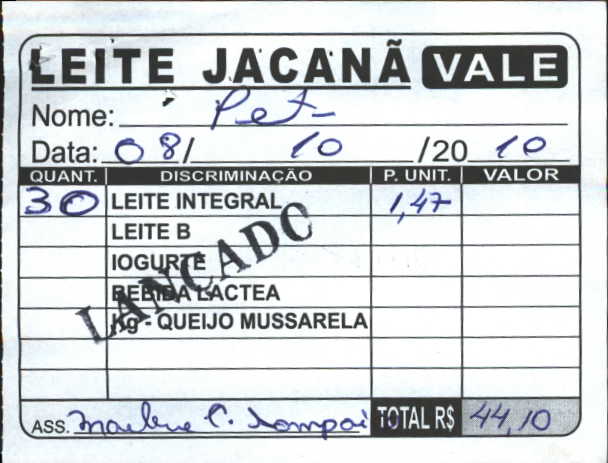 LEITE JACANÃ VALE
Nome: Pet-
Data: 08/ 10 /20 10
QUANT. DISCRIMINAÇÃO P. UNIT. VALOR
30 LEITE INTEGRAL 1,47
LEITE B
IOGURTE
BEBIDA LACTEA
Kg - QUEIJO MUSSARELA
LANCADO
ASS. C. TOTAL R$ 44,10